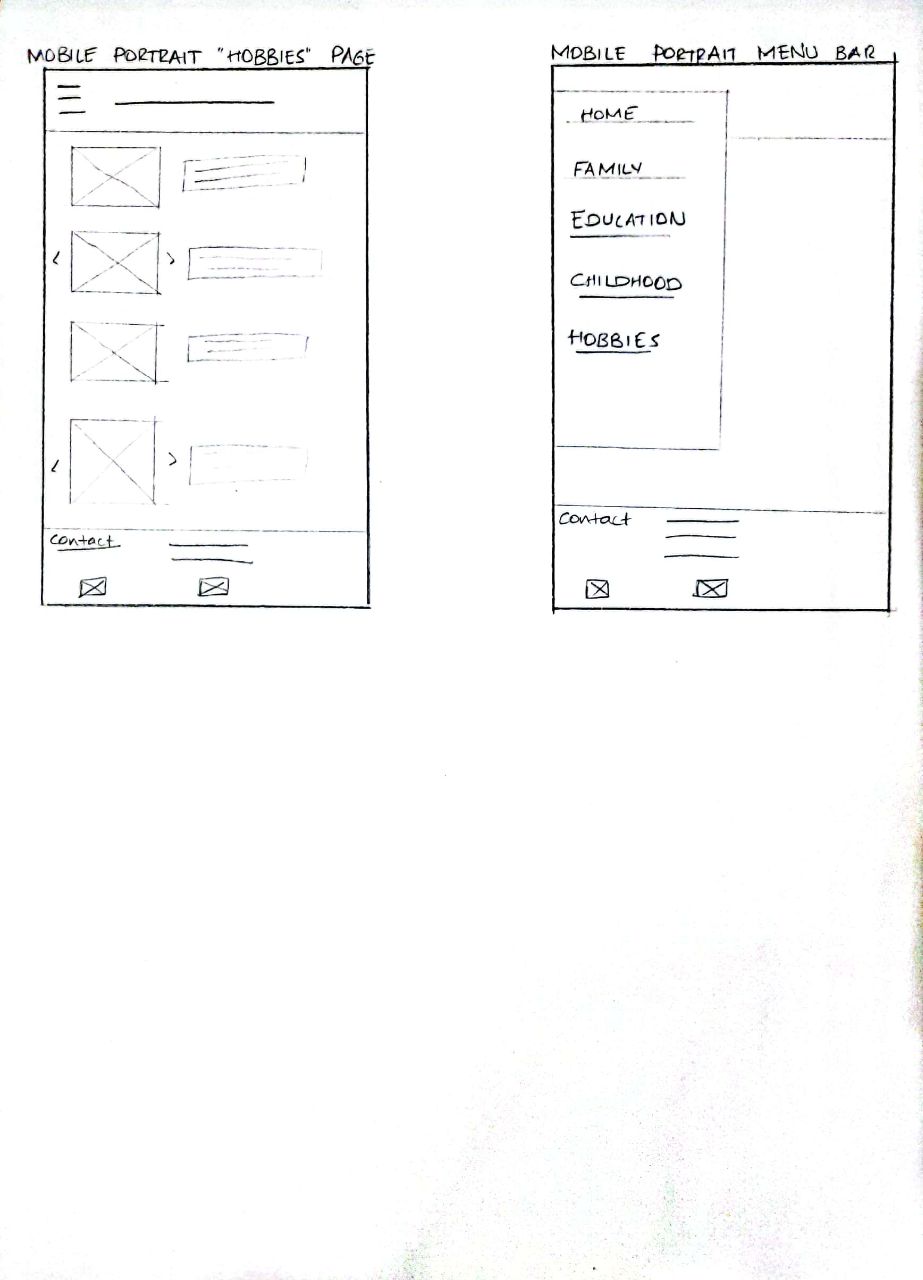 MOBILE PORTRAIT "HOBBIES" PAGE
Contact
MOBILE PORTRAIT MENU BAR
HOME
FAMILY
EDUCATION
CHILDHOOD
HOBBIES
Contact